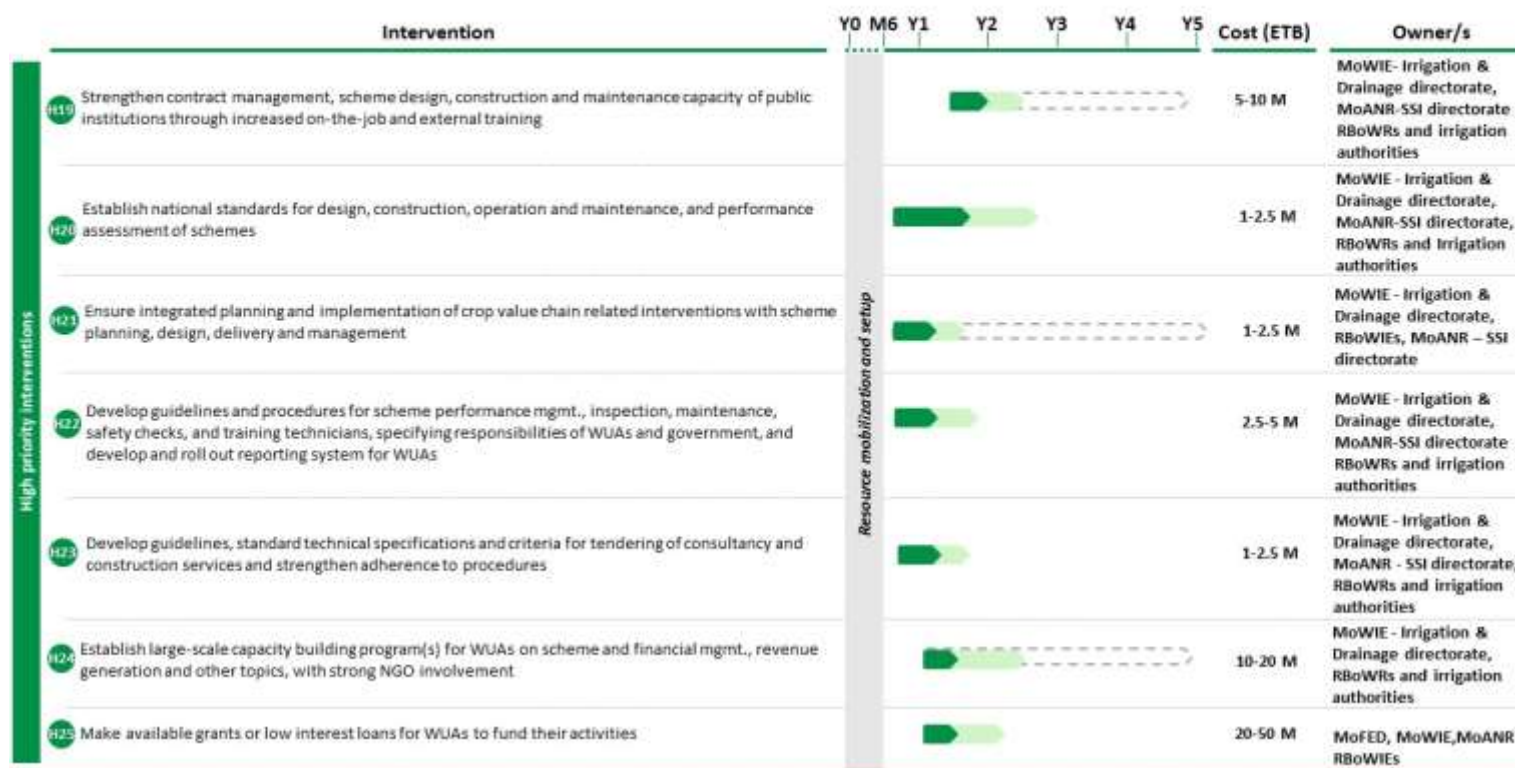 Intervention
Y0 M6 Y1 Y2 Y3 Y4 Y5
Cost (ETB)
Owner/s
High priority interventions
Resource mobilization and setup
H19
Strengthen contract management, scheme design, construction and maintenance capacity of public
institutions through increased on-the-job and external training
5-10 M
MoWIE- Irrigation &
Drainage directorate,
MoANR-SSI directorate
RBoWRs and irrigation
authorities
H20
Establish national standards for design, construction, operation and maintenance, and performance
assessment of schemes
1-2.5 M
MoWIE - Irrigation &
Drainage directorate,
MoANR-SSI directorate,
RBoWRs and Irrigation
authorities
H21
Ensure integrated planning and implementation of crop value chain related interventions with scheme
planning, design, delivery and management
1-2.5 M
MoWIE - Irrigation &
Drainage directorate,
RBoWIEs, MoANR – SSI
directorate
H22
Develop guidelines and procedures for scheme performance mgmt., inspection, maintenance,
safety checks, and training technicians, specifying responsibilities of WUAs and government, and
develop and roll out reporting system for WUAs
2.5-5 M
MoWIE - Irrigation &
Drainage directorate,
MoANR-SSI directorate
RBoWRs and irrigation
authorities
H23
Develop guidelines, standard technical specifications and criteria for tendering of consultancy and
construction services and strengthen adherence to procedures
1-2.5 M
MoWIE - Irrigation &
Drainage directorate,
MoANR - SSI directorate,
RBoWRs and irrigation
authorities
H24
Establish large-scale capacity building program(s) for WUAs on scheme and financial mgmt., revenue
generation and other topics, with strong NGO involvement
10-20 M
MoWIE - Irrigation &
Drainage directorate,
RBoWRs and irrigation
authorities
H25
Make available grants or low interest loans for WUAs to fund their activities
20-50 M
MoFED, MoWIE,MoANR
RBoWIEs